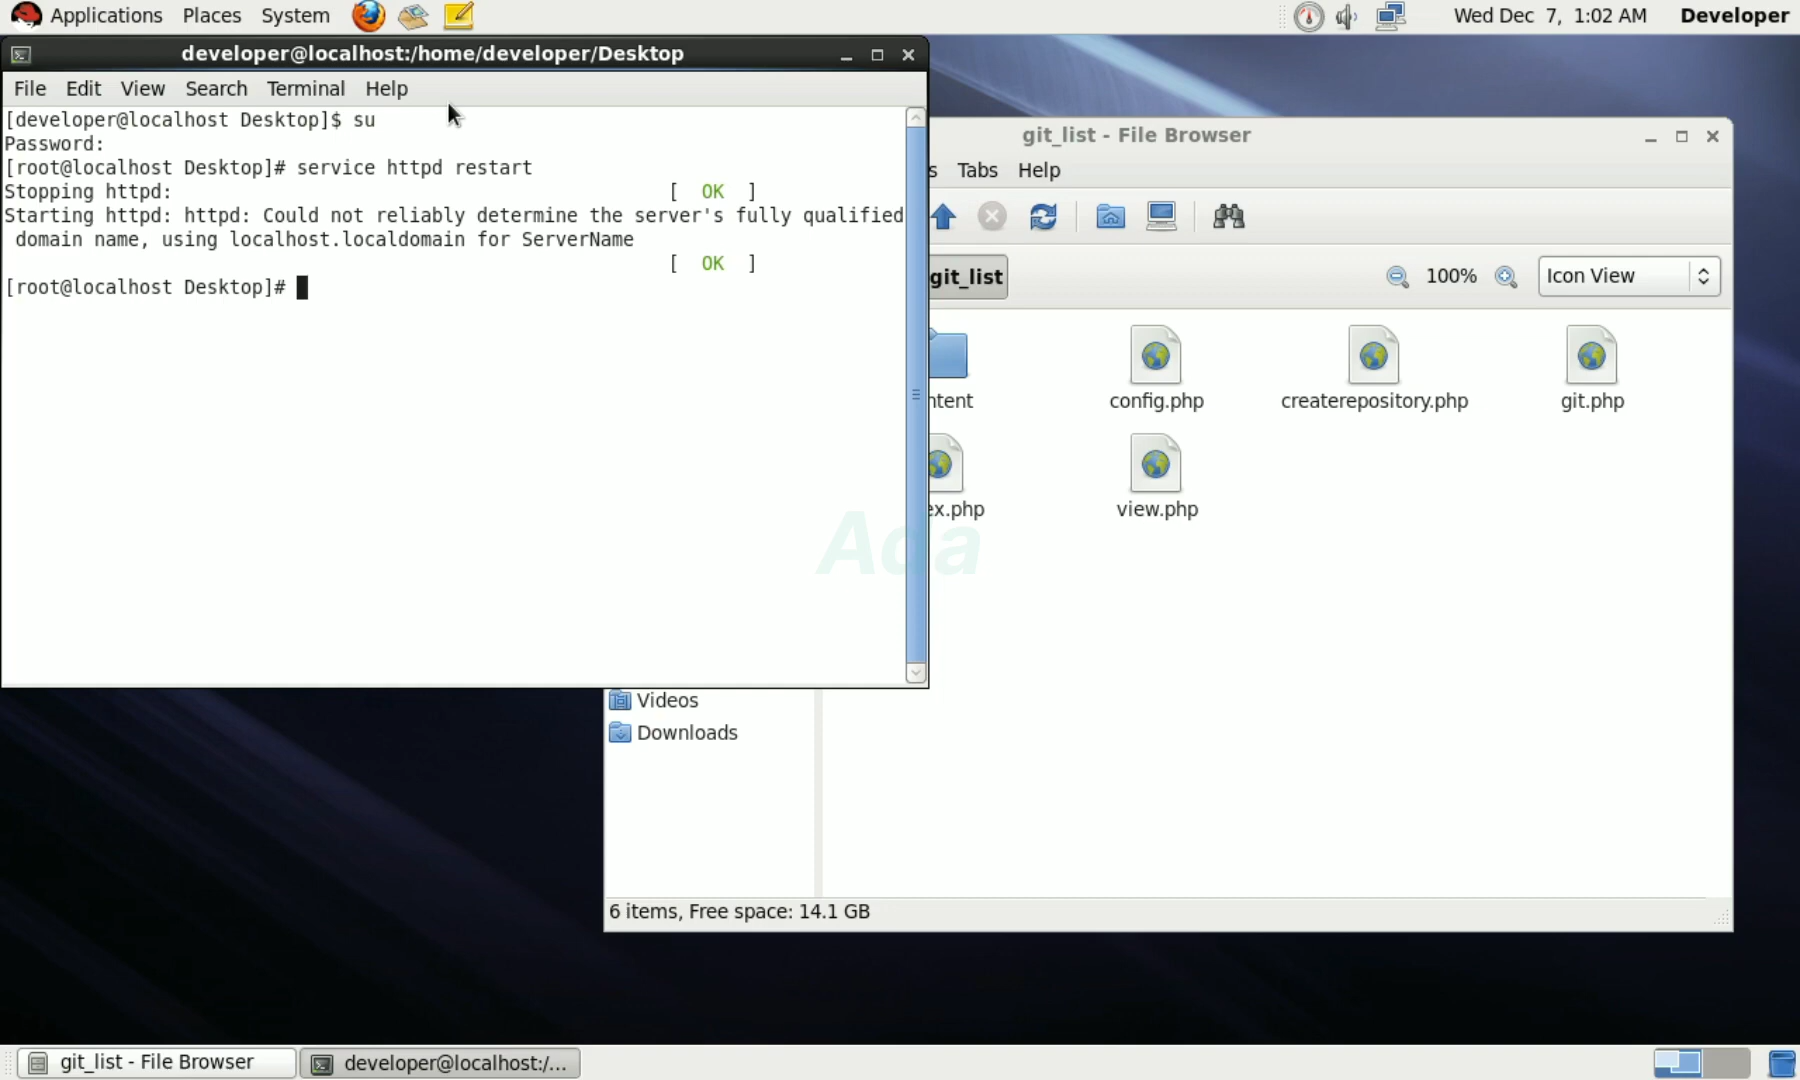 Applications Places System
Wed Dec 7, 1:02 AM Developer
developer@localhost:/home/developer/Desktop
File Edit View Search Terminal Help
[developer@localhost Desktop]$ su
Password:
[root@localhost Desktop]# service httpd restart
Stopping httpd: [ OK ]
Starting httpd: httpd: Could not reliably determine the server's fully qualified
domain name, using localhost.localdomain for ServerName
[ OK ]
[root@localhost Desktop]#
git_list - File Browser
s Tabs Help
git_list
100%
Icon View
ntent
config.php
createrepository.php
git.php
ex.php
view.php
Ada
Videos
Downloads
6 items, Free space: 14.1 GB
git_list - File Browser
developer@localhost:/...